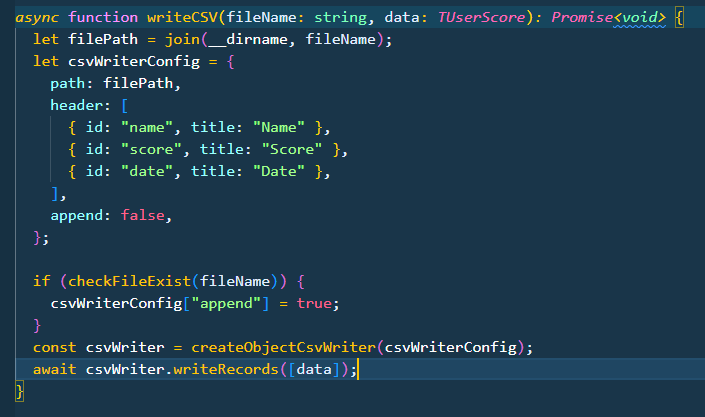 async function writeCSV(fileName: string, data: TUserScore): Promise<void> {
  let filePath = join(__dirname, fileName);
  let csvWriterConfig = {
    path: filePath,
    header: [
      { id: "name", title: "Name" },
      { id: "score", title: "Score" },
      { id: "date", title: "Date" },
    ],
    append: false,
  };

  if (checkFileExist(fileName)) {
    csvWriterConfig["append"] = true;
  }
  const csvWriter = createObjectCsvWriter(csvWriterConfig);
  await csvWriter.writeRecords([data]);
}